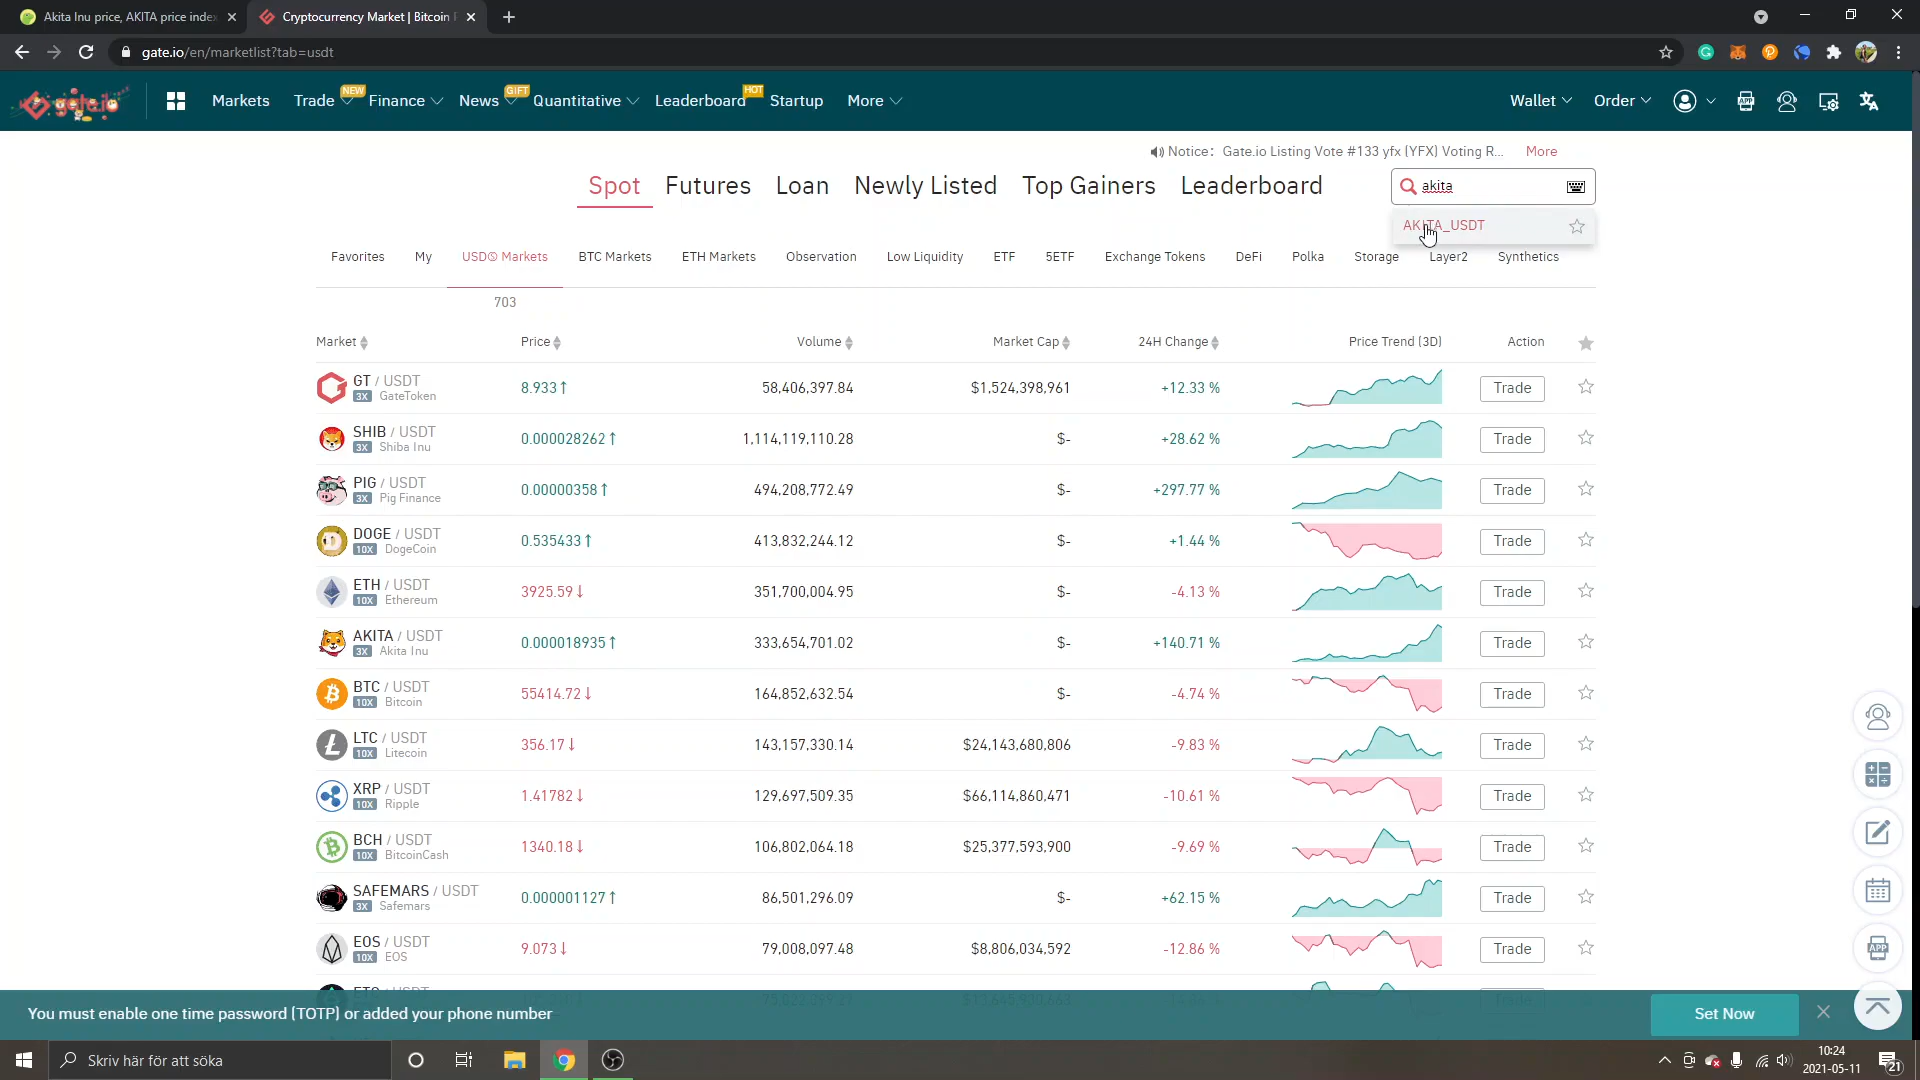 Akita Inu price, AKITA price inde
Cryptocurrency Market | Bitcoin
gate.io/en/marketlist?tab=usdt
gate.io
Markets
Trade
NEW
Finance
News
GIFT
Quantitative
Leaderboard
HOT
Startup
More
Wallet
Order
APP
Notice: Gate.io Listing Vote #133 yfx (YFX) Voting R...
More
Spot
Futures
Loan
Newly Listed
Top Gainers
Leaderboard
akita
AKITA_USDT
Favorites
My
USDⓈ Markets
BTC Markets
ETH Markets
Observation
Low Liquidity
ETF
5ETF
Exchange Tokens
DeFi
Polka
Storage
Layer2
Synthetics
703
Market Price Volume Market Cap 24H Change Price Trend (3D) Action
GT / USDT
3X GateToken
8.933↑ 58,406,397.84 $1,524,398,961 +12.33 % Trade
SHIB / USDT
3X Shiba Inu
0.000028262↑ 1,114,119,110.28 $- +28.62 % Trade
PIG / USDT
3X Pig Finance
0.00000358↑ 494,208,772.49 $- +297.77 % Trade
DOGE / USDT
10X DogeCoin
0.535433↑ 413,832,244.12 $- +1.44 % Trade
ETH / USDT
10X Ethereum
3925.59↓ 351,700,004.95 $- -4.13 % Trade
AKITA / USDT
3X Akita Inu
0.000018935↑ 333,654,701.02 $- +140.71 % Trade
BTC / USDT
10X Bitcoin
55414.72↓ 164,852,632.54 $- -4.74 % Trade
LTC / USDT
10X Litecoin
356.17↓ 143,157,330.14 $24,143,680,806 -9.83 % Trade
XRP / USDT
10X Ripple
1.41782↓ 129,697,509.35 $66,114,860,471 -10.61 % Trade
BCH / USDT
10X BitcoinCash
1340.18↓ 106,802,064.18 $25,377,593,900 -9.69 % Trade
SAFEMARS / USDT
3X Safemars
0.000001127↑ 86,501,296.09 $- +62.15 % Trade
EOS / USDT
10X EOS
9.073↓ 79,008,097.48 $8,806,034,592 -12.86 % Trade
APP
You must enable one time password (TOTP) or added your phone number
Set Now
Skriv här för att söka
10:24
2021-05-11
21